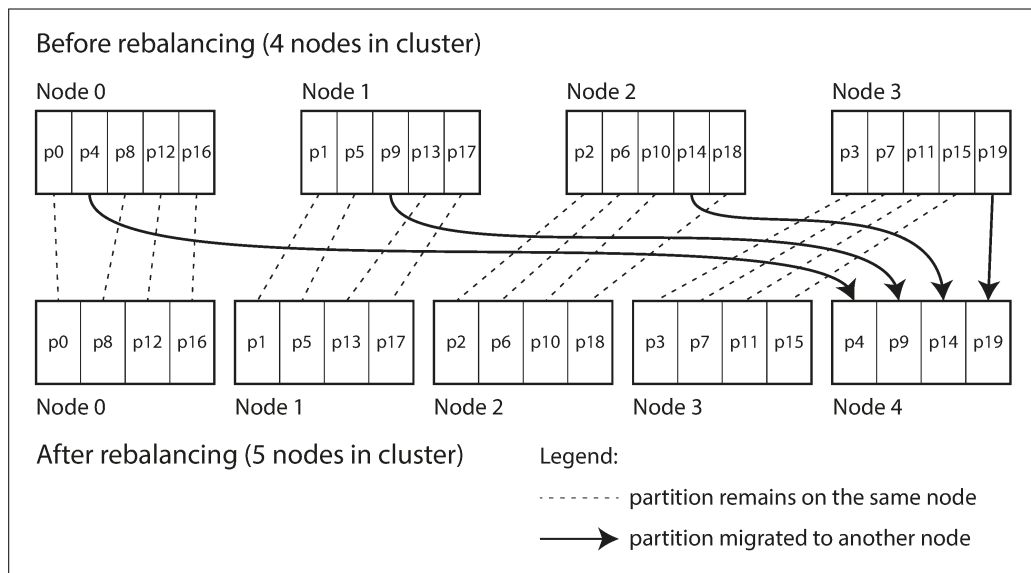 Before rebalancing (4 nodes in cluster)
Node 0 Node 1 Node 2 Node 3
p0 p4 p8 p12 p16 p1 p5 p9 p13 p17 p2 p6 p10 p14 p18 p3 p7 p11 p15 p19
p0 p8 p12 p16 p1 p5 p13 p17 p2 p6 p10 p18 p3 p7 p11 p15 p4 p9 p14 p19
Node 0 Node 1 Node 2 Node 3 Node 4
After rebalancing (5 nodes in cluster)
Legend:
partition remains on the same node
partition migrated to another node